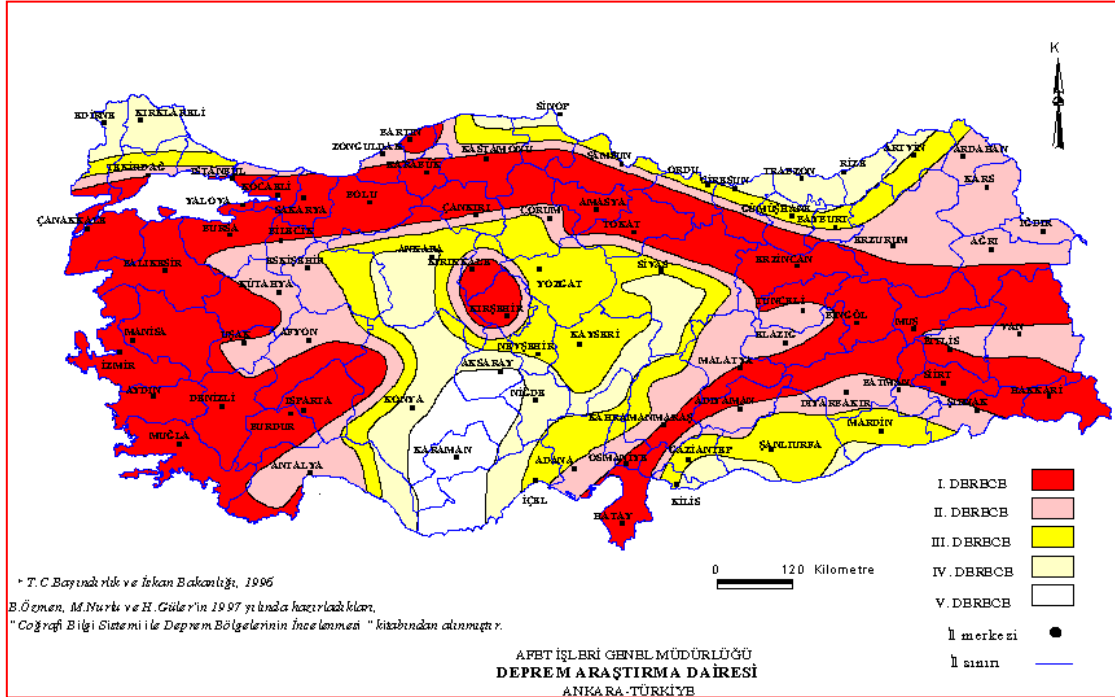 K
SİNOP
EDİRNE
KIRKLARELİ
BARTIN
ZONGULDAK
KASTAMONU
KARABÜK
SAMSUN
ARTVİN
ARDAHAN
TEKİRDAĞ
İSTANBUL
ORDU
GİRESUN
TRABZON
RİZE
KARS
KOCAELİ
YALOVA
SAKARYA
BOLU
ÇANKIRI
ÇORUM
AMASYA
TOKAT
GÜMÜŞHANE
BAYBURT
ÇANAKKALE
BURSA
BİLECİK
ERZURUM
AĞRI
IĞDIR
ANKARA
BALIKESİR
ESKİŞEHİR
KIRIKKALE
YOZGAT
SİVAS
ERZİNCAN
KÜTAHYA
KIRŞEHİR
TUNCELİ
BİNGÖL
MUŞ
VAN
MANİSA
UŞAK
AFYON
KAYSERİ
ELAZIĞ
BİTLİS
İZMİR
NEVŞEHİR
AKSARAY
MALATYA
SİİRT
AYDIN
DENİZLİ
ISPARTA
KONYA
NİĞDE
ADIYAMAN
BATMAN
DİYARBAKIR
HAKKARİ
ŞIRNAK
BURDUR
KAHRAMANMARAŞ
MARDİN
MUĞLA
KARAMAN
ŞANLIURFA
ANTALYA
ADANA
OSMANİYE
GAZİANTEP
İÇEL
KİLİS
HATAY
I. DERECE
II. DERECE
III. DERECE
IV. DERECE
V. DERECE
İl merkezi
İl sınırı
0 120 Kilometre
* T.C Bayındırlık ve İskan Bakanlığı, 1996
B.Özmen, M.Nurlu ve H.Güler'in 1997 yılında hazırladıkları,
"Coğrafi Bilgi Sistemi ile Deprem Bölgelerinin İncelenmesi " kitabından alınmıştır.
AFET İŞLERİ GENEL MÜDÜRLÜĞÜ
DEPREM ARAŞTIRMA DAİRESİ
ANKARA-TÜRKİYE